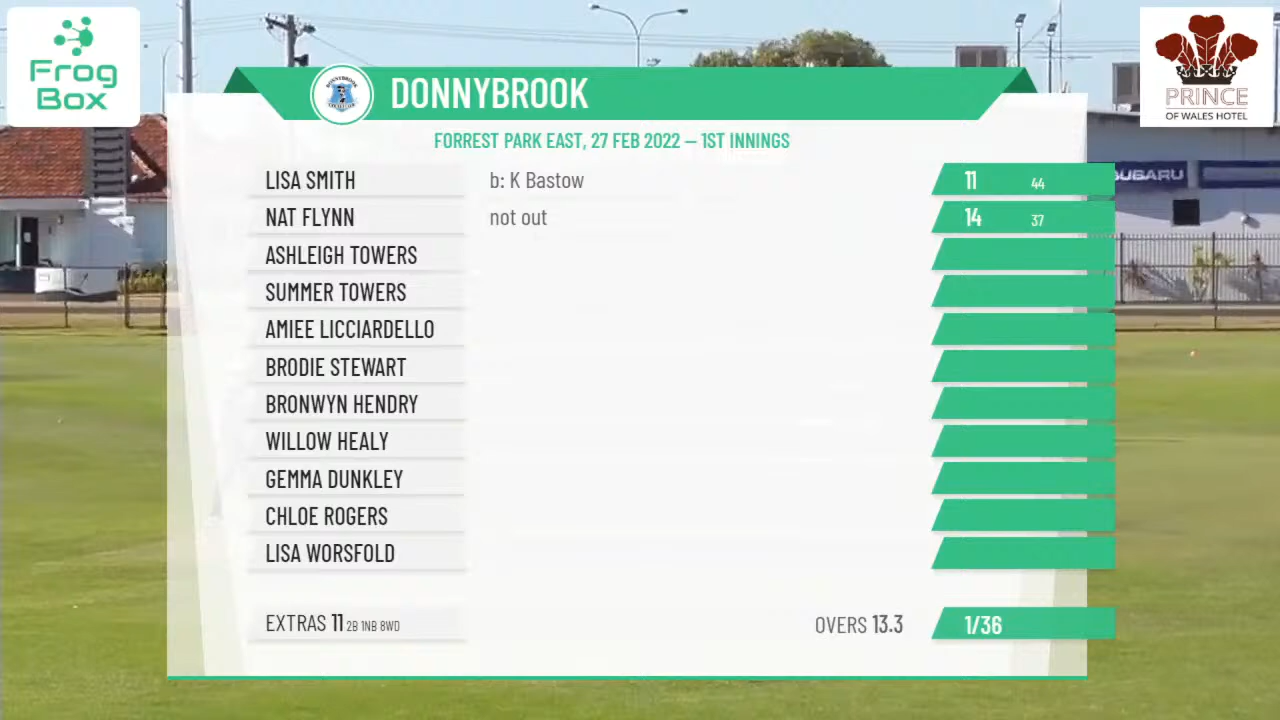 Frog
Box
DONNYBROOK
PRINCE
OF WALES HOTEL
FORREST PARK EAST, 27 FEB 2022 – 1ST INNINGS
LISA SMITH b: K Bastow 11 44
SUBARU
NAT FLYNN not out 14 37
ASHLEIGH TOWERS
SUMMER TOWERS
AMIEE LICCIARDELLO
BRODIE STEWART
BRONWYN HENDRY
WILLOW HEALY
GEMMA DUNKLEY
CHLOE ROGERS
LISA WORSFOLD
EXTRAS 11 2B 1NB 8WD OVERS 13.3 1/36